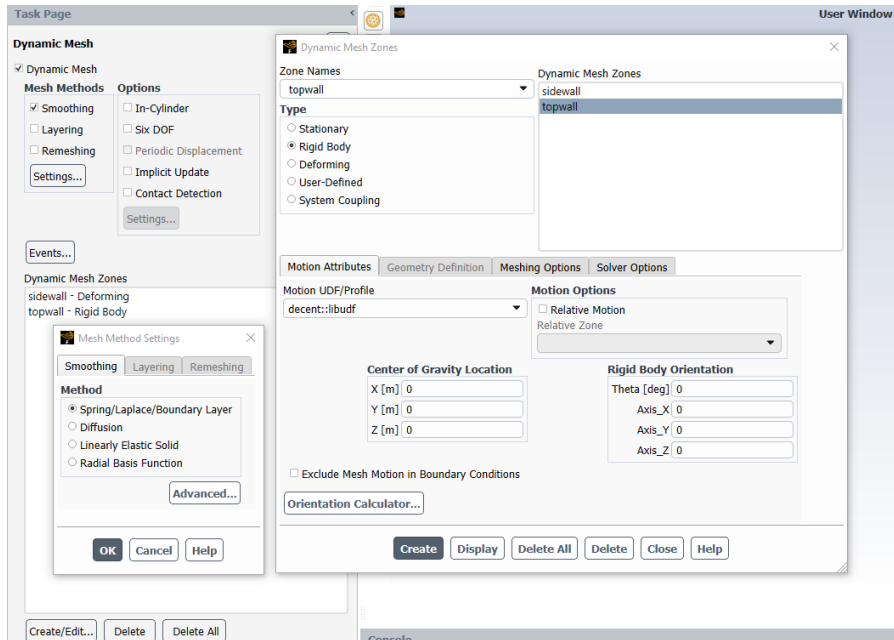 Task Page
User Window
Dynamic Mesh
Dynamic Mesh
Mesh Methods
Smoothing
Layering
Remeshing
Settings...
Options
In-Cylinder
Six DOF
Periodic Displacement
Implicit Update
Contact Detection
Settings...
Events...
Dynamic Mesh Zones
sidewall - Deforming
topwall - Rigid Body
Mesh Method Settings
Smoothing Layering Remeshing
Method
Spring/Laplace/Boundary Layer
Diffusion
Linearly Elastic Solid
Radial Basis Function
Advanced...
OK Cancel Help
Create/Edit... Delete Delete All
Dynamic Mesh Zones
Zone Names
topwall
Type
Stationary
Rigid Body
Deforming
User-Defined
System Coupling
Dynamic Mesh Zones
sidewall
topwall
Motion Attributes Geometry Definition Meshing Options Solver Options
Motion UDF/Profile
decent::libudf
Motion Options
Relative Motion
Relative Zone
Center of Gravity Location
X [m] 0
Y [m] 0
Z [m] 0
Rigid Body Orientation
Theta [deg] 0
Axis_X 0
Axis_Y 0
Axis_Z 0
Exclude Mesh Motion in Boundary Conditions
Orientation Calculator...
Create Display Delete All Delete Close Help
Console